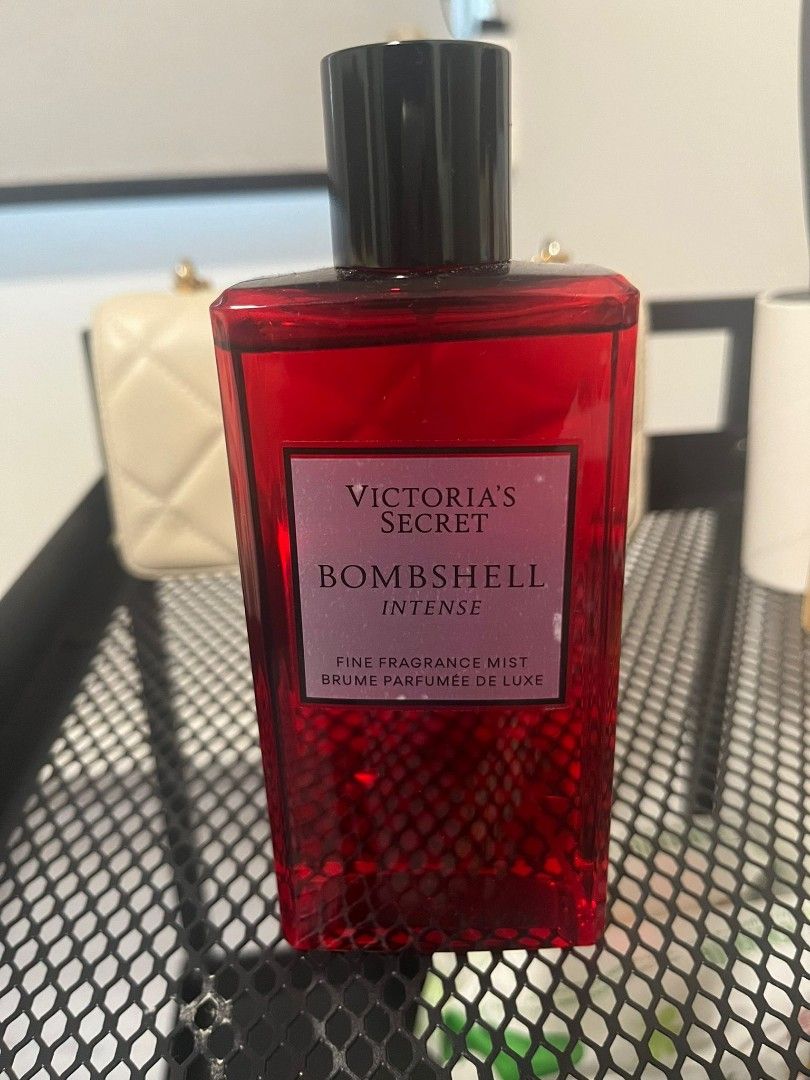 VICTORIA'S
SECRET
BOMBSHELL
INTENSE
FINE FRAGRANCE MIST
BRUME PARFUMÉE DE LUXE